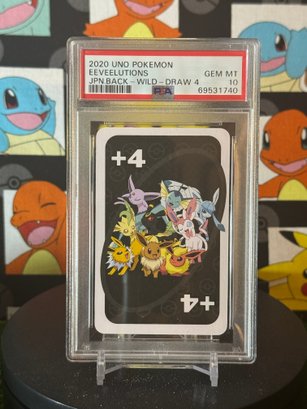 2020 UNO POKEMON
EEVEELUTIONS GEM MT
JPN.BACK-WILD-DRAW 4 10
PSA 69531740
+4
+4